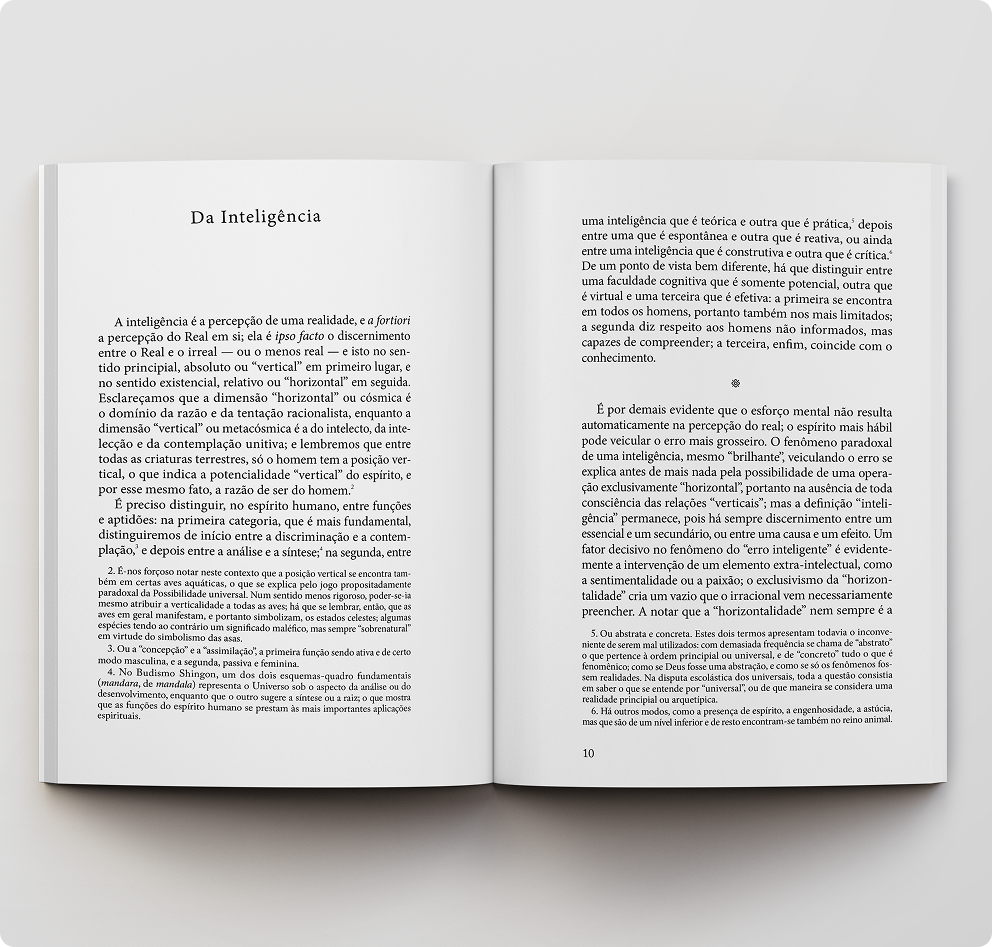 Da Inteligência
A inteligência é a percepção de uma realidade, e a fortiori
a percepção do Real em si; ela é ipso facto o discernimento
entre o Real e o irreal — ou o menos real — e isto no sen-
tido principial, absoluto ou “vertical” em primeiro lugar, e
no sentido existencial, relativo ou “horizontal” em seguida.
Esclareçamos que a dimensão “horizontal” ou cósmica é
o domínio da razão e da tentação racionalista, enquanto a
dimensão “vertical” ou metacósmica é a do intelecto, da inte-
lecção e da contemplação unitiva; e lembremos que entre
todas as criaturas terrestres, só o homem tem a posição ver-
tical, o que indica a potencialidade “vertical” do espírito, e
por esse mesmo fato, a razão de ser do homem.²
É preciso distinguir, no espírito humano, entre funções
e aptidões: na primeira categoria, que é mais fundamental,
distinguiremos de início entre a discriminação e a contem-
plação,³ e depois entre a análise e a síntese;⁴ na segunda, entre
2. É-nos forçoso notar neste contexto que a posição vertical se encontra tam-
bém em certas aves aquáticas, o que se explica pelo jogo propositadamente
paradoxal da Possibilidade universal. Num sentido menos rigoroso, poder-se-ia
mesmo atribuir a verticalidade a todas as aves; há que se lembrar, então, que as
aves em geral manifestam, e portanto simbolizam, os estados celestes; algumas
espécies tendo ao contrário um significado maléfico, mas sempre “sobrenatural”
em virtude do simbolismo das asas.
3. Ou a “concepção” e a “assimilação”, a primeira função sendo ativa e de certo
modo masculina, e a segunda, passiva e feminina.
4. No Budismo Shingon, um dos dois esquemas-quadro fundamentais
(mandara, de mandala) representa o Universo sob o aspecto da análise ou do
desenvolvimento, enquanto que o outro sugere a síntese ou a raiz; o que mostra
que as funções do espírito humano se prestam às mais importantes aplicações
espirituais.
uma inteligência que é teórica e outra que é prática,⁵ depois
entre uma que é espontânea e outra que é reativa, ou ainda
entre uma inteligência que é construtiva e outra que é crítica.⁶
De um ponto de vista bem diferente, há que distinguir entre
uma faculdade cognitiva que é somente potencial, outra que
é virtual e uma terceira que é efetiva: a primeira se encontra
em todos os homens, portanto também nos mais limitados;
a segunda diz respeito aos homens não informados, mas
capazes de compreender; a terceira, enfim, coincide com o
conhecimento.
É por demais evidente que o esforço mental não resulta
automaticamente na percepção do real; o espírito mais hábil
pode veicular o erro mais grosseiro. O fenômeno paradoxal
de uma inteligência, mesmo “brilhante”, veiculando o erro se
explica antes de mais nada pela possibilidade de uma opera-
ção exclusivamente “horizontal”, portanto na ausência de toda
consciência das relações “verticais”; mas a definição “inteli-
gência” permanece, pois há sempre discernimento entre um
essencial e um secundário, ou entre uma causa e um efeito. Um
fator decisivo no fenômeno do “erro inteligente” é evidente-
mente a intervenção de um elemento extra-intelectual, como
a sentimentalidade ou a paixão; o exclusivismo da “horizon-
talidade” cria um vazio que o irracional vem necessariamente
preencher. A notar que a “horizontalidade” nem sempre é a
5. Ou abstrata e concreta. Estes dois termos apresentam todavia o inconve-
niente de serem mal utilizados: com demasiada frequência se chama de “abstrato”
o que pertence à ordem principial ou universal, e de “concreto” tudo o que é
fenomênico; como se Deus fosse uma abstração, e como se só os fenômenos fos-
sem realidades. Na disputa escolástica dos universais, toda a questão consistia
em saber o que se entende por “universal”, ou de que maneira se considera uma
realidade principial ou arquetípica.
6. Há outros modos, como a presença de espírito, a engenhosidade, a astúcia,
mas que são de um nível inferior e de resto encontram-se também no reino animal.
10